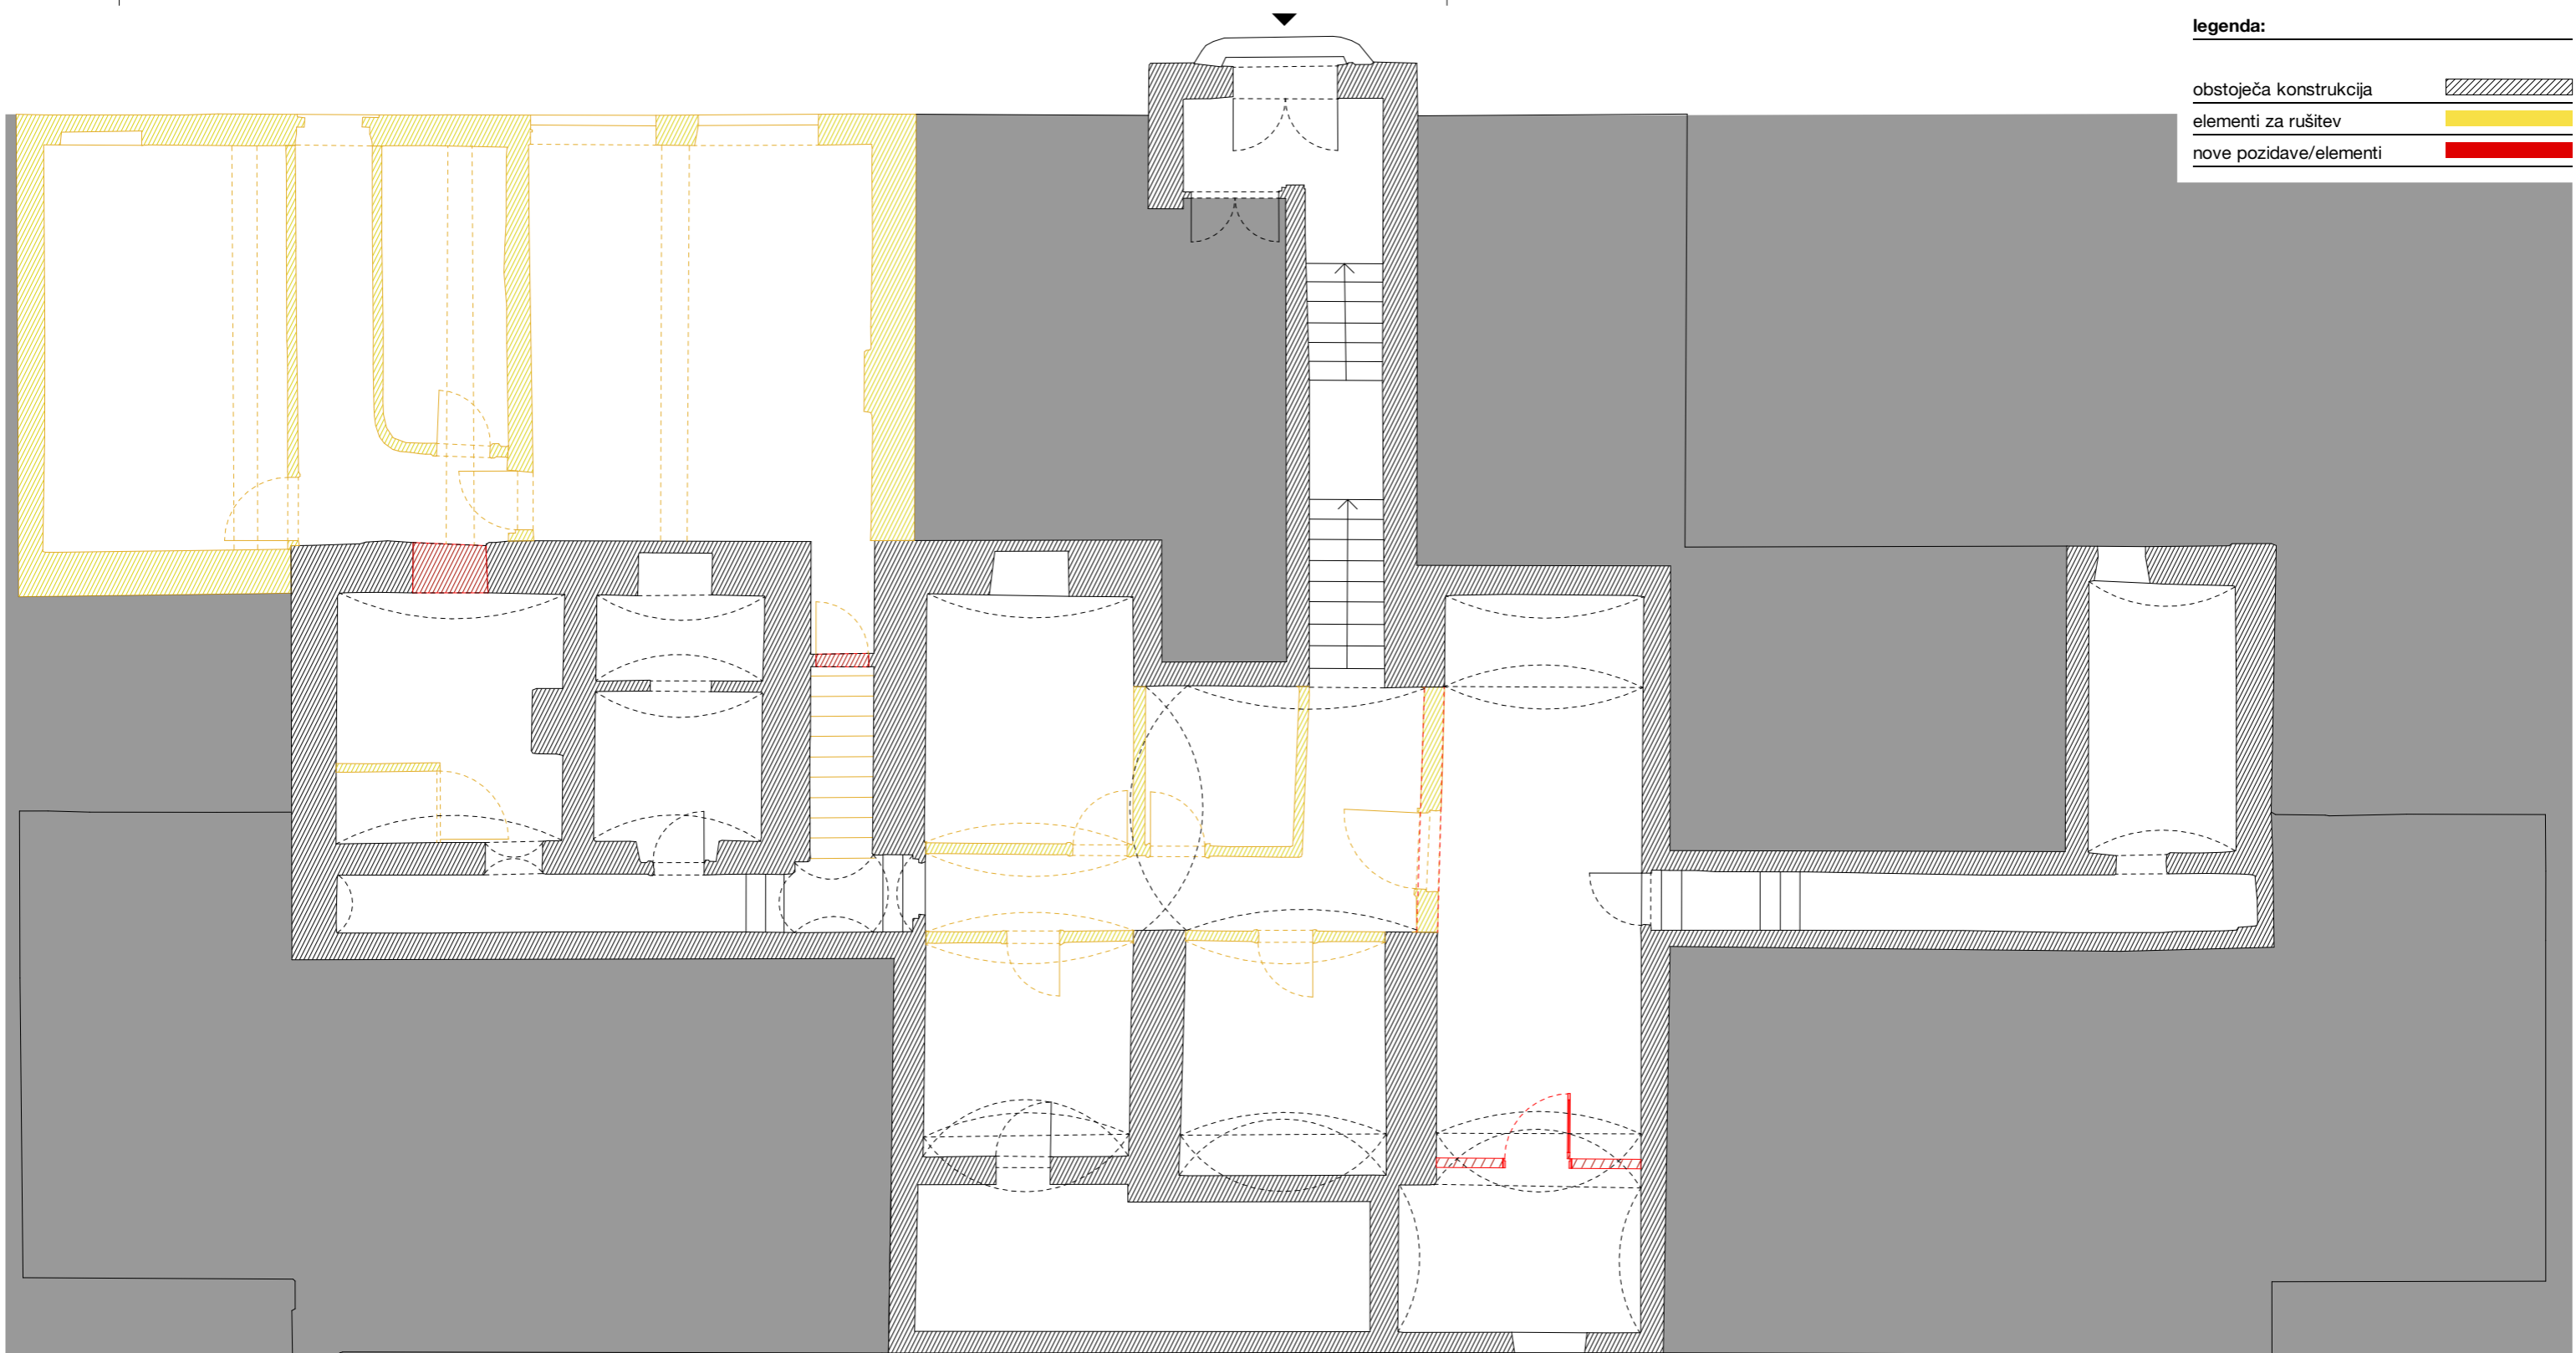 legenda:
obstoječa konstrukcija
elementi za rušitev
nove pozidave/elementi